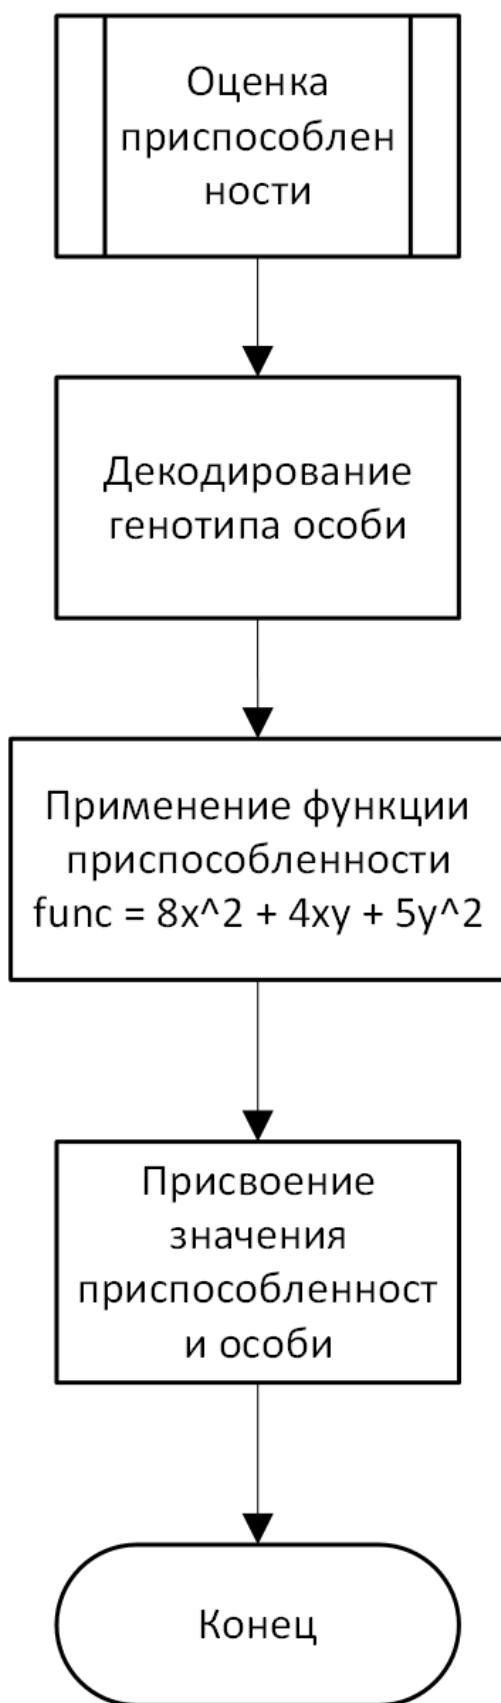 Оценка
приспособлен
ности
Декодирование
генотипа особи
Применение функции
приспособленности
func = 8x^2 + 4xy + 5y^2
Присвоение
значения
приспособленност
и особи
Конец